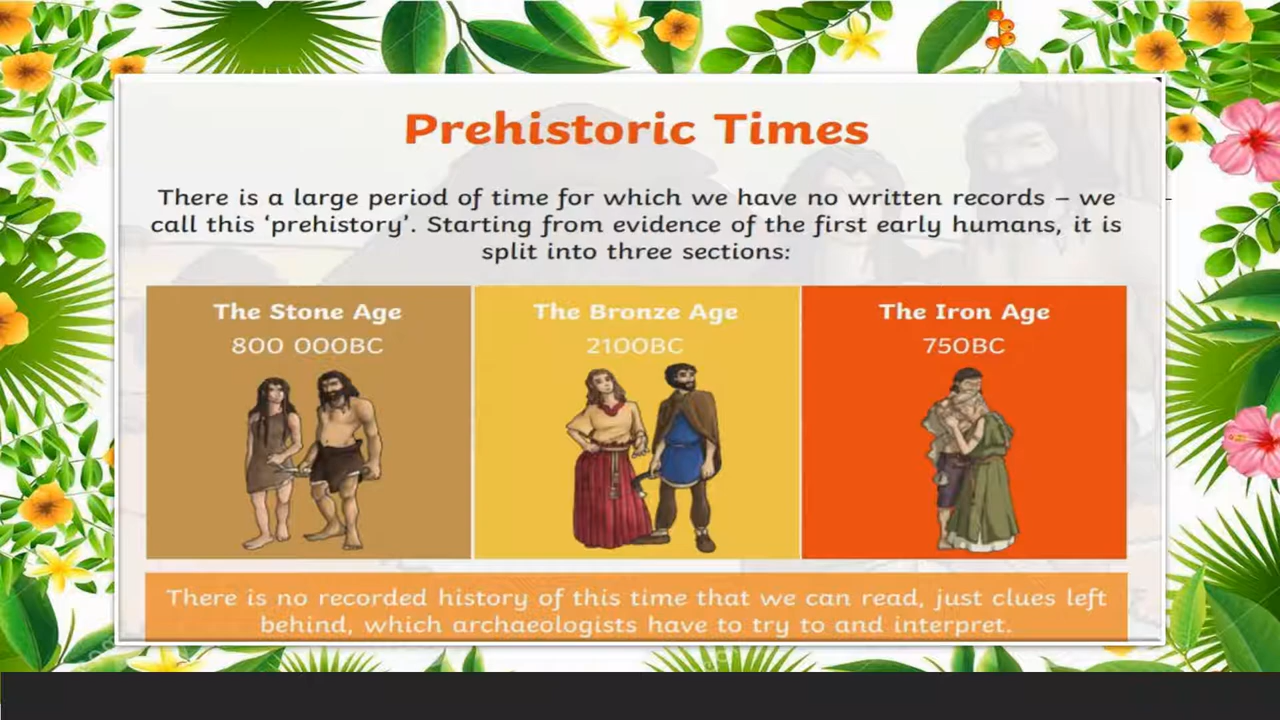 Prehistoric Times
There is a large period of time for which we have no written records – we
call this ‘prehistory’. Starting from evidence of the first early humans, it is
split into three sections:
The Stone Age
800 000BC
The Bronze Age
2100BC
The Iron Age
750BC
There is no recorded history of this time that we can read, just clues left
behind, which archaeologists have to try to and interpret.